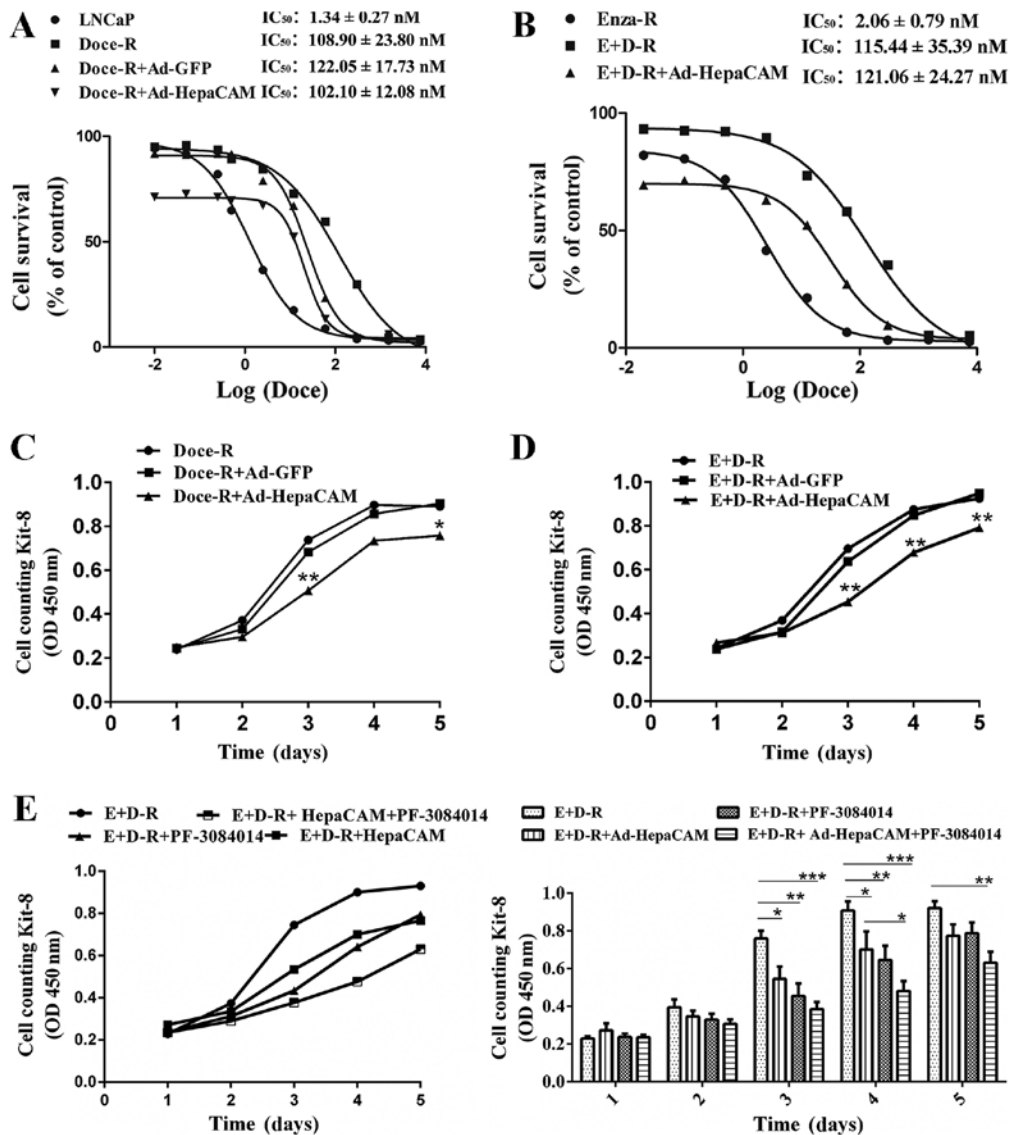 A
LNCaP IC50: 1.34 ± 0.27 nM
Doce-R IC50: 108.90 ± 23.80 nM
Doce-R+Ad-GFP IC50: 122.05 ± 17.73 nM
Doce-R+Ad-HepaCAM IC50: 102.10 ± 12.08 nM
Cell survival
(% of control)
100
50
0
-2 0 2 4
Log (Doce)
B
Enza-R IC50: 2.06 ± 0.79 nM
E+D-R IC50: 115.44 ± 35.39 nM
E+D-R+Ad-HepaCAM IC50: 121.06 ± 24.27 nM
Cell survival
(% of control)
100
50
0
-2 0 2 4
Log (Doce)
C
Doce-R
Doce-R+Ad-GFP
Doce-R+Ad-HepaCAM
Cell counting Kit-8
(OD 450 nm)
1.0
0.8
0.6
0.4
0.2
0.0
**
*
0 1 2 3 4 5
Time (days)
D
E+D-R
E+D-R+Ad-GFP
E+D-R+Ad-HepaCAM
Cell counting Kit-8
(OD 450 nm)
1.0
0.8
0.6
0.4
0.2
0.0
**
**
**
0 1 2 3 4 5
Time (days)
E
E+D-R E+D-R+ HepaCAM+PF-3084014
E+D-R+PF-3084014 E+D-R+HepaCAM
Cell counting Kit-8
(OD 450 nm)
1.0
0.8
0.6
0.4
0.2
0.0
0 1 2 3 4 5
Time (days)
E+D-R E+D-R+PF-3084014
E+D-R+Ad-HepaCAM E+D-R+ Ad-HepaCAM+PF-3084014
Cell counting Kit-8
(OD 450 nm)
1.0
0.8
0.6
0.4
0.2
0.0
***
**
*
***
**
*
*
**
1 2 3 4 5
Time (days)